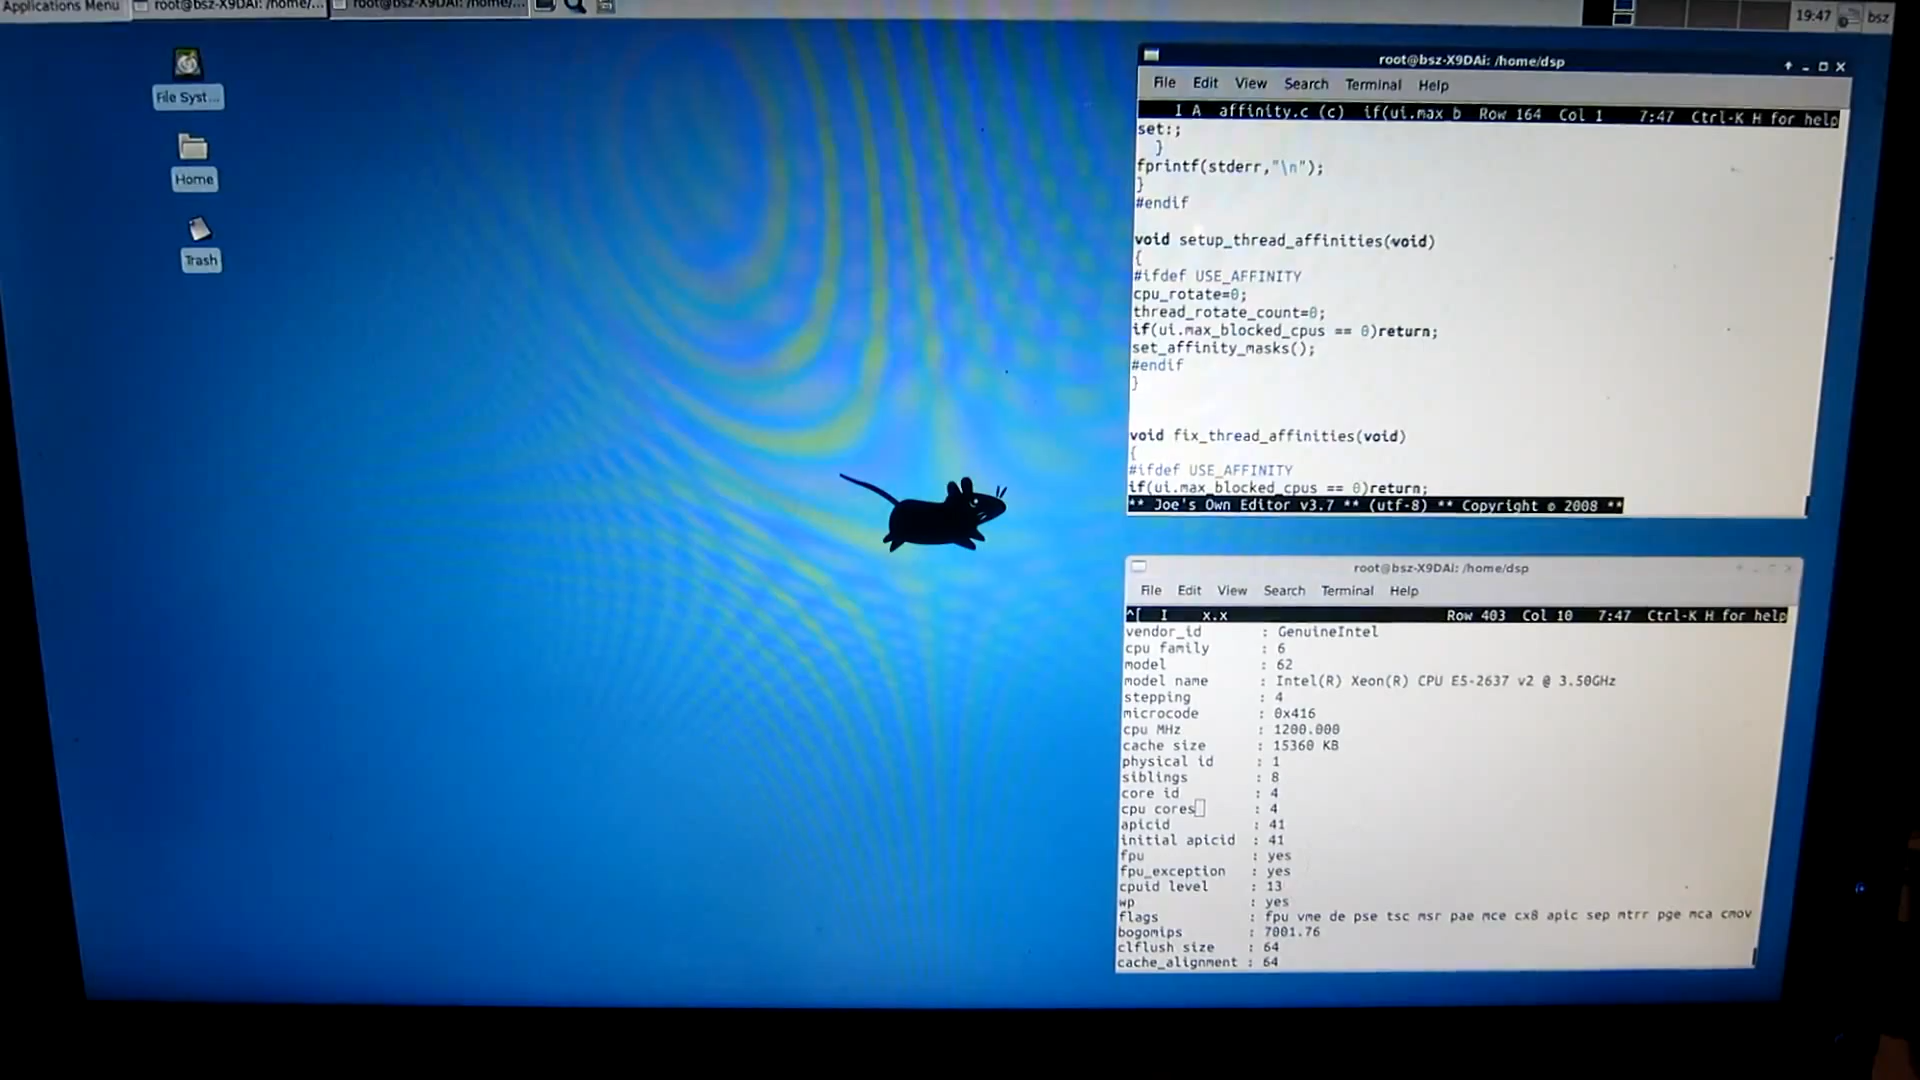 Applications Menu
root@bsz-X9DAi: /home/...
root@bsz-X9DAi: /home/...
19:47
bsz
File Syst...
Home
Trash
root@bsz-X9DAi: /home/dsp
File Edit View Search Terminal Help
I A affinity.c (c) if(ui.max b Row 164 Col 1 7:47 Ctrl-K H for help
set:;
}
fprintf(stderr,"\n");
}
#endif
void setup_thread_affinities(void)
{
#ifdef USE_AFFINITY
cpu_rotate=0;
thread_rotate_count=0;
if(ui.max_blocked_cpus == 0)return;
set_affinity_masks();
#endif
}
void fix_thread_affinities(void)
{
#ifdef USE_AFFINITY
if(ui.max_blocked_cpus == 0)return;
** Joe's Own Editor v3.7 ** (utf-8) ** Copyright © 2008 **
root@bsz-X9DAi: /home/dsp
File Edit View Search Terminal Help
^[ I x.x Row 403 Col 10 7:47 Ctrl-K H for help
vendor_id : GenuineIntel
cpu family : 6
model : 62
model name : Intel(R) Xeon(R) CPU E5-2637 v2 @ 3.50GHz
stepping : 4
microcode : 0x416
cpu MHz : 1200.000
cache size : 15360 KB
physical id : 1
siblings : 8
core id : 4
cpu cores : 4
apicid : 41
initial apicid : 41
fpu : yes
fpu_exception : yes
cpuid level : 13
wp : yes
flags : fpu vme de pse tsc msr pae mce cx8 apic sep mtrr pge mca cmov
bogomips : 7001.76
clflush size : 64
cache_alignment : 64